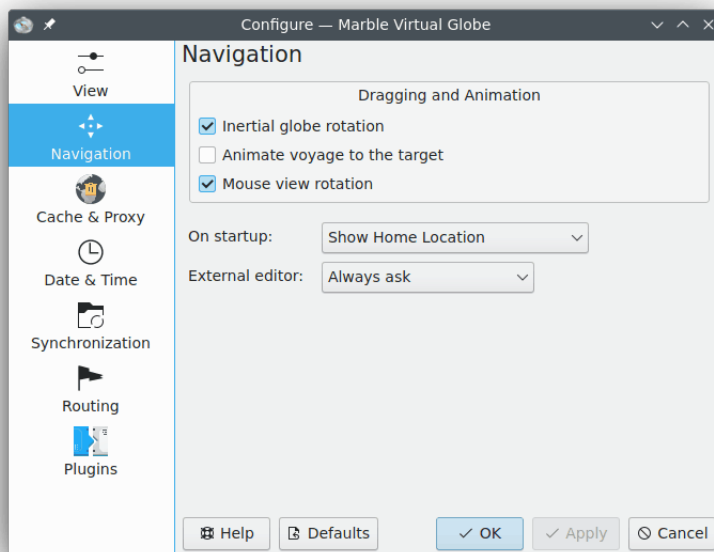 Configure — Marble Virtual Globe
View
Navigation
Cache & Proxy
Date & Time
Synchronization
Routing
Plugins
Navigation
Dragging and Animation
Inertial globe rotation
Animate voyage to the target
Mouse view rotation
On startup: Show Home Location
External editor: Always ask
Help Defaults OK Apply Cancel